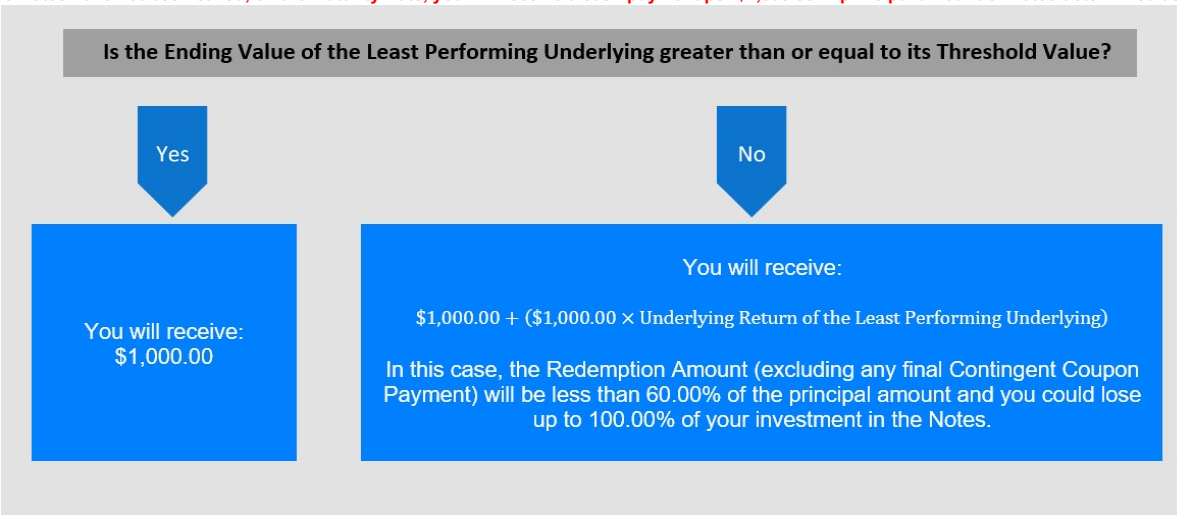 Is the Ending Value of the Least Performing Underlying greater than or equal to its Threshold Value?
Yes
No
You will receive:
$1,000.00
You will receive:
$1,000.00 + ($1,000.00 × Underlying Return of the Least Performing Underlying)
In this case, the Redemption Amount (excluding any final Contingent Coupon
Payment) will be less than 60.00% of the principal amount and you could lose
up to 100.00% of your investment in the Notes.